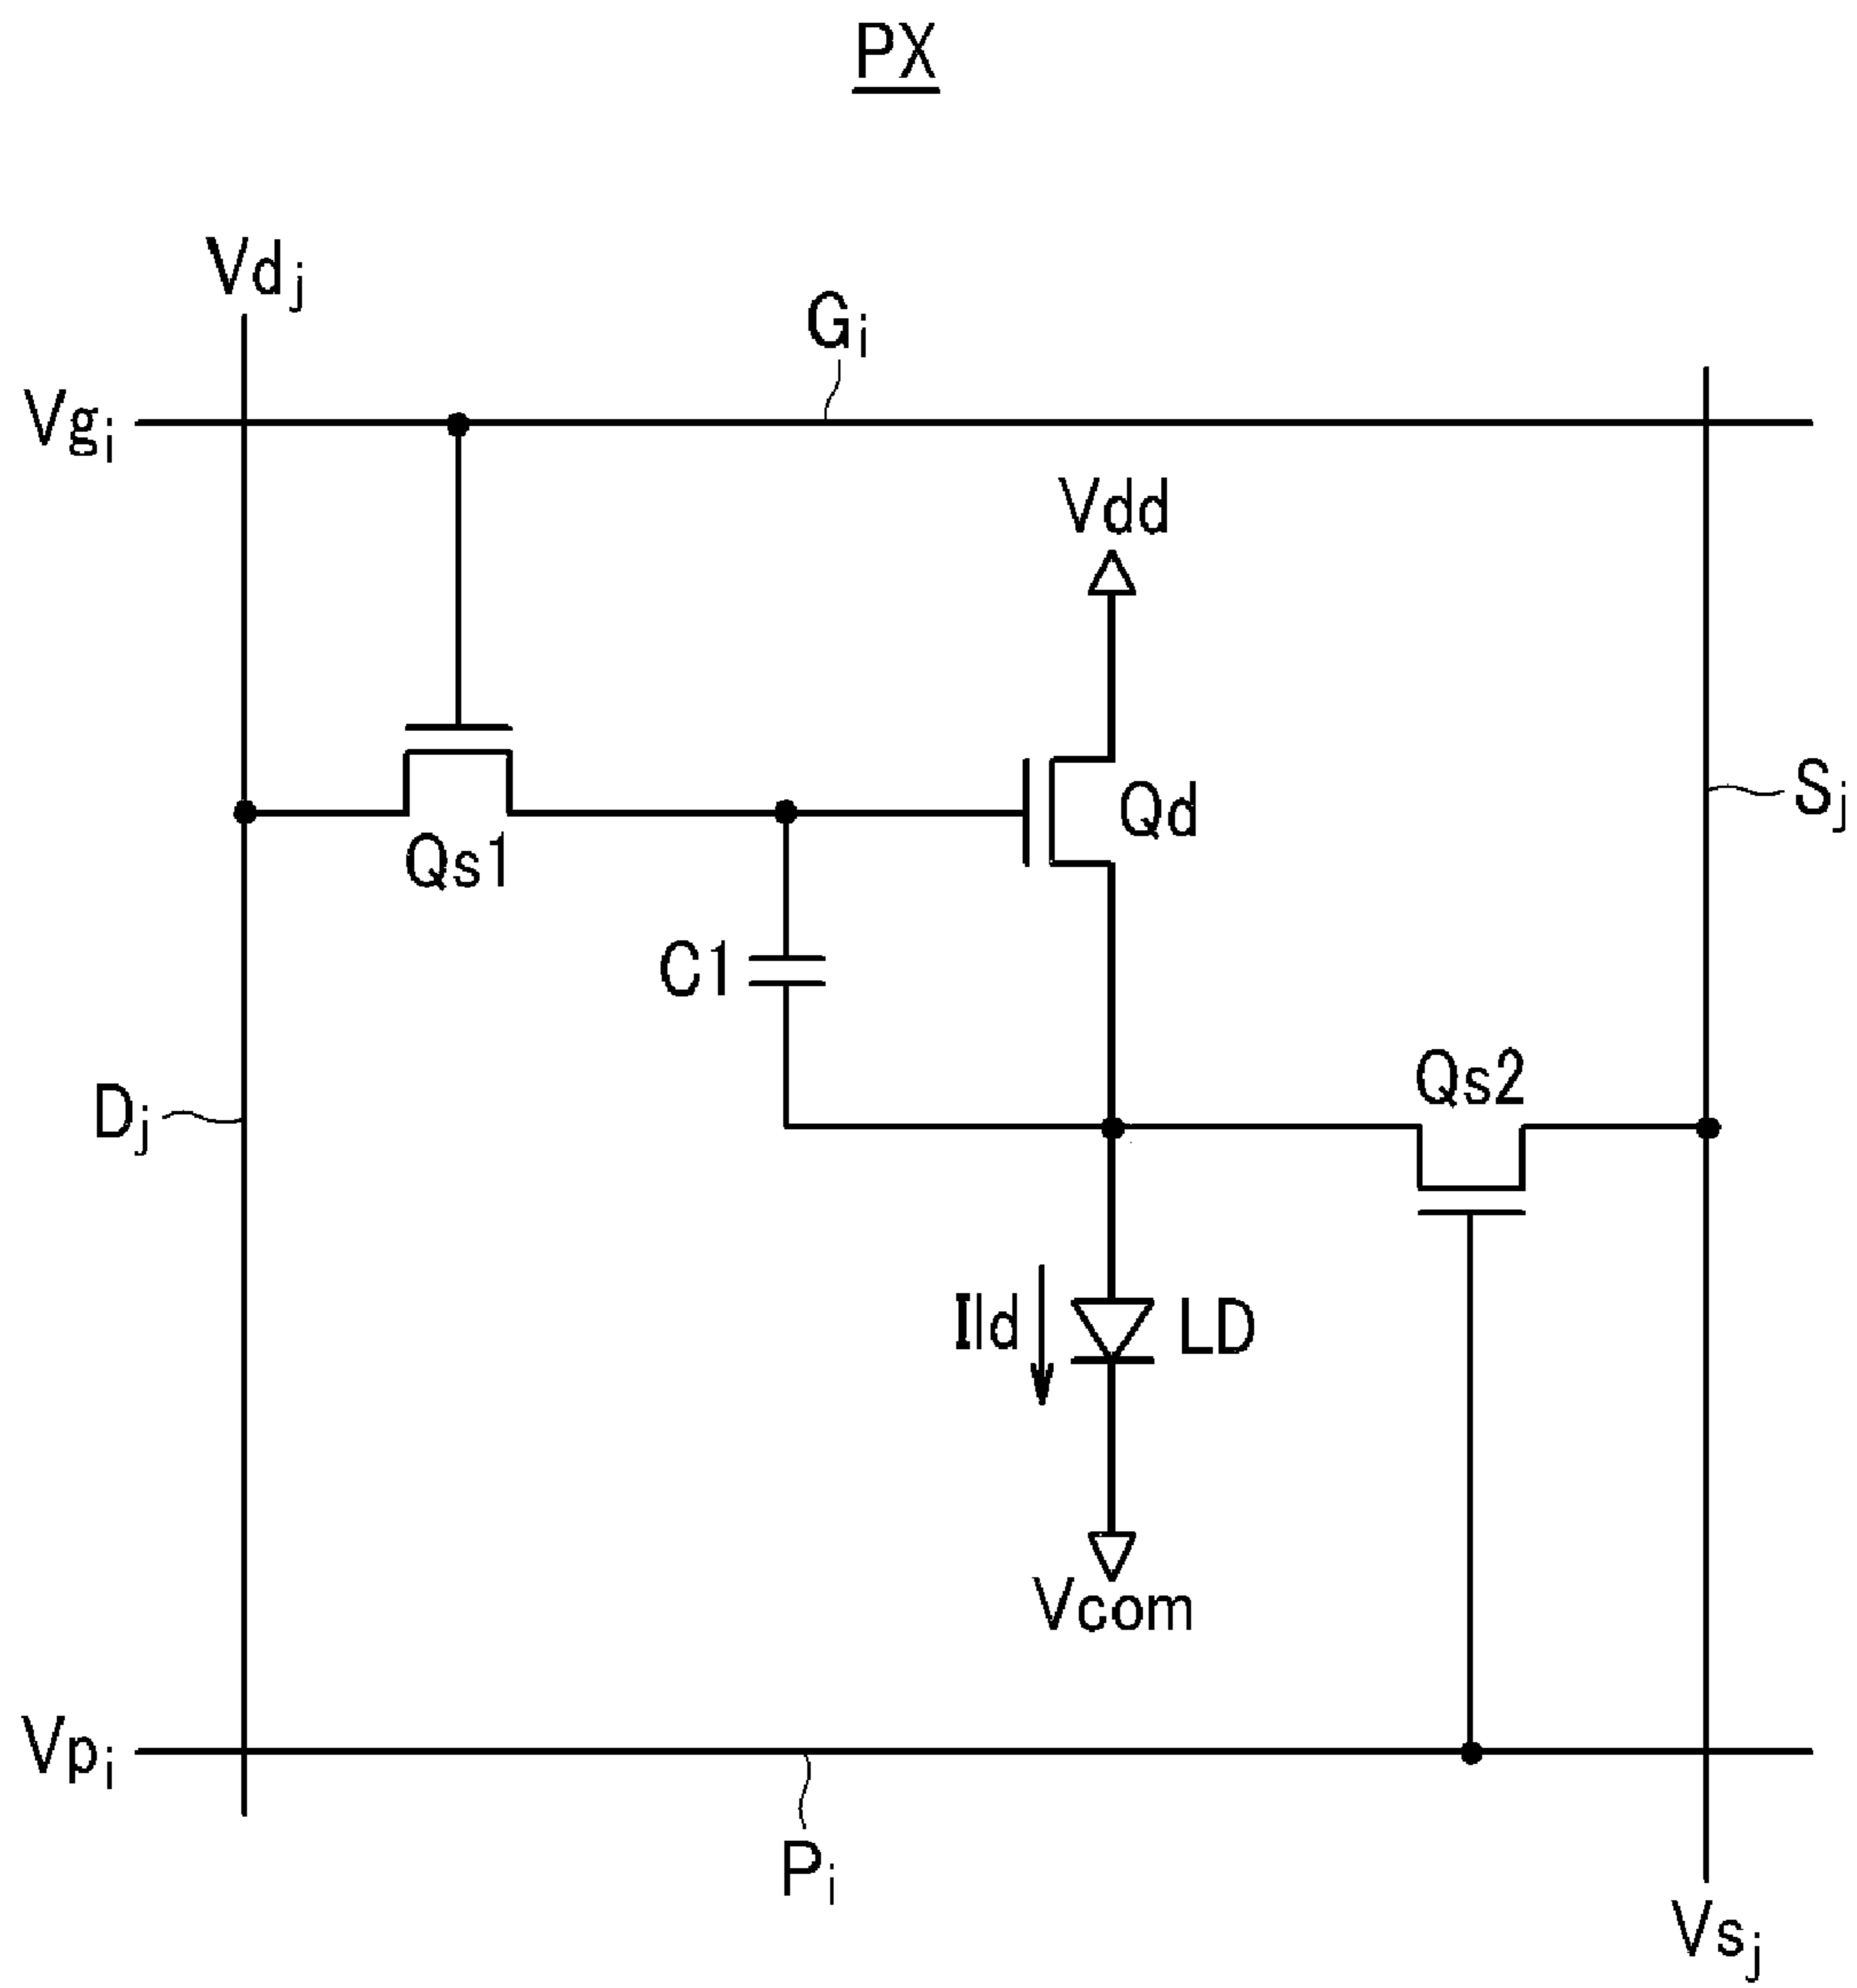 PX
Vdj
Gi
Vgi
Vdd
Qd
Sj
Qs1
C1
Qs2
Dj
Ild
LD
Vcom
Vpi
Pi
Vsj